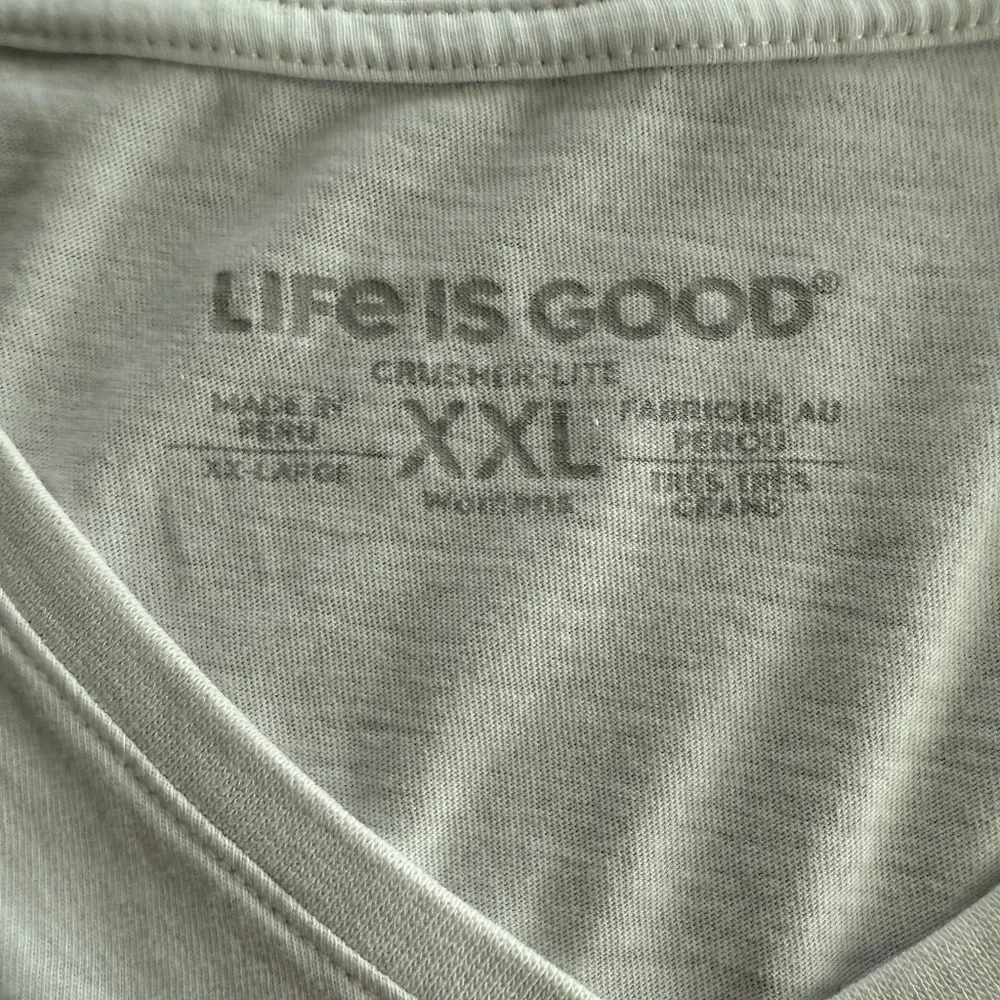 LIFe IS GOOD®
CRUSHER-LITE
MADE IN
PERU
XX-LARGE
XXL
Womens
FABRIQUÉ AU
PÉROU
TRÈS, TRÈS
GRAND